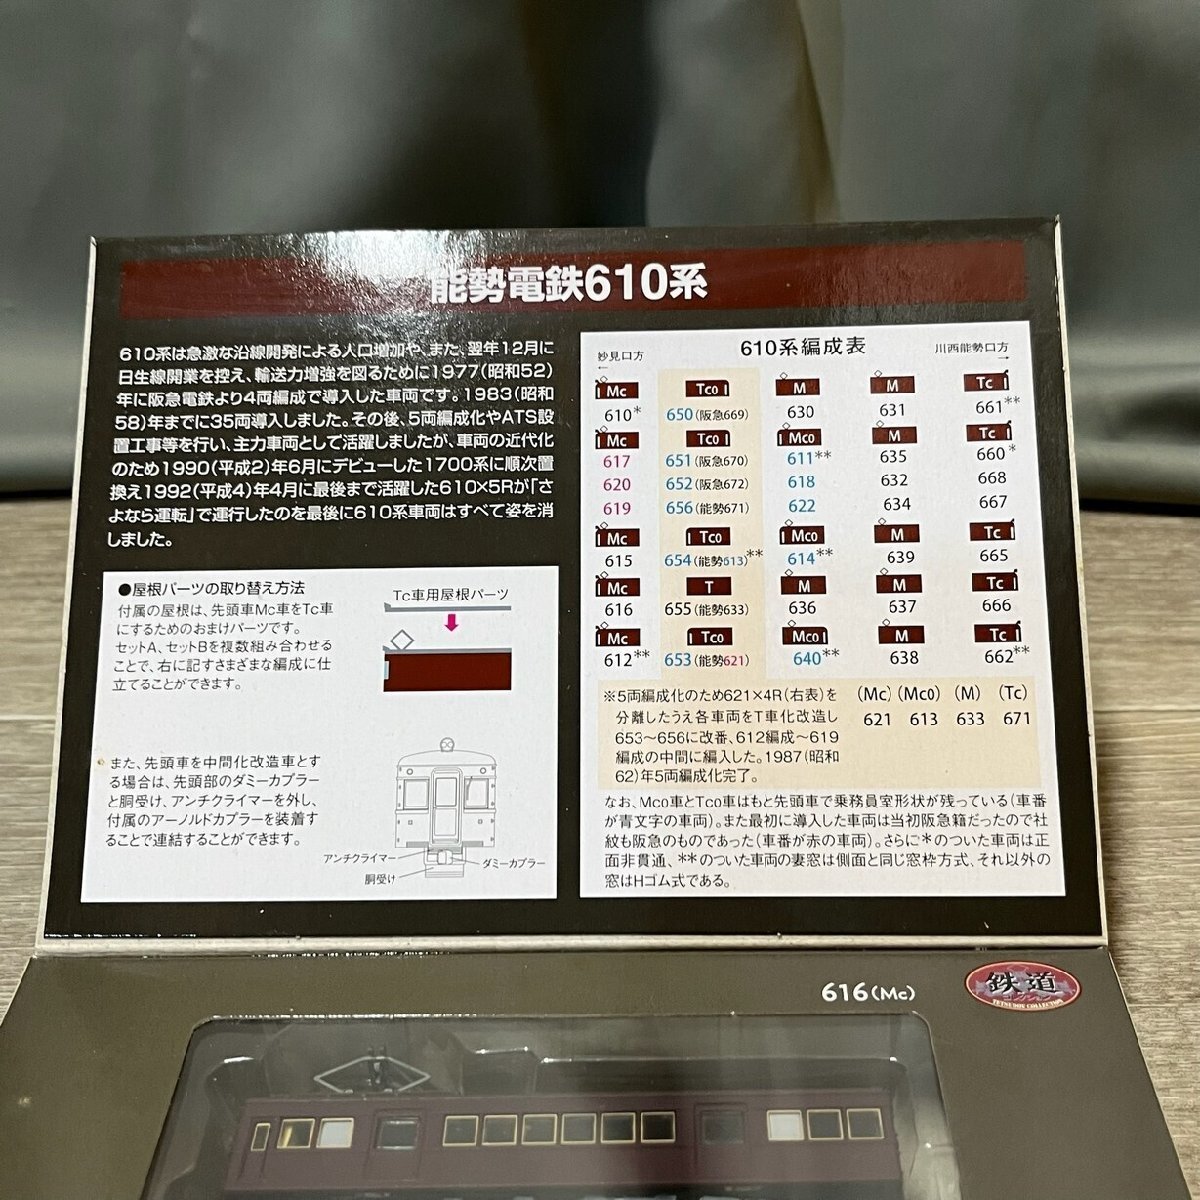 能勢電鉄610系
610系は急激な沿線開発による人口増加や、また、翌年12月に
日生線開業を控え、輸送力増強を図るために1977(昭和52)
年に阪急電鉄より4両編成で導入した車両です。1983(昭和
58)年までに35両導入しました。その後、5両編成化やATS設
置工事等を行い、主力車両として活躍しましたが、車両の近代化
のため1990(平成2)年6月にデビューした1700系に順次置
換え1992(平成4)年4月に最後まで活躍した610×5Rが「さ
よなら運転」で運行したのを最後に610系車両はすべて姿を消
しました。
●屋根パーツの取り替え方法
付属の屋根は、先頭車Mc車をTc車
にするためのおまけパーツです。
セットA、セットBを複数組み合わせる
ことで、右に記すさまざまな編成に仕
立てることができます。
Tc車用屋根パーツ
また、先頭車を中間化改造車とす
る場合は、先頭部のダミーカプラー
と胴受け、アンチクライマーを外し、
付属のアーノルドカプラーを装着す
ることで連結することができます。
アンチクライマー
ダミーカプラー
胴受け
610系編成表
妙見口方
←
川西能勢口方
→
Mc Tco M M Tc
610* 650(阪急669) 630 631 661**
Mc Tco Mco M Tc
617 651(阪急670) 611** 635 660*
620 652(阪急672) 618 632 668
619 656(能勢671) 622 634 667
Mc Tco Mco M Tc
615 654(能勢613)** 614** 639 665
Mc T M M Tc
616 655(能勢633) 636 637 666
Mc Tco Mco M Tc
612** 653(能勢621) 640** 638 662**
※5両編成化のため621×4R(右表)を
分離したうえ各車両をT車化改造し
653〜656に改番、612編成〜619
編成の中間に編入した。1987(昭和
62)年5両編成化完了。
(Mc) (Mco) (M) (Tc)
621 613 633 671
なお、Mco車とTco車はもと先頭車で乗務員室形状が残っている(車番
が青文字の車両)。また最初に導入した車両は当初阪急籍だったので社
紋も阪急のものであった(車番が赤の車両)。さらに*のついた車両は正
面非貫通、**のついた車両の妻窓は側面と同じ窓枠方式、それ以外の
窓はHゴム式である。
616(Mc)
鉄道
コレクション
TETSUDOU COLLECTION